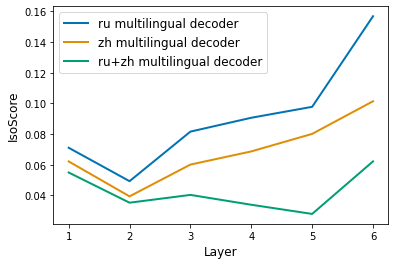 0.16
0.14
0.12
0.10
0.08
0.06
0.04
IsoScore
ru multilingual decoder
zh multilingual decoder
ru+zh multilingual decoder
1 2 3 4 5 6
Layer